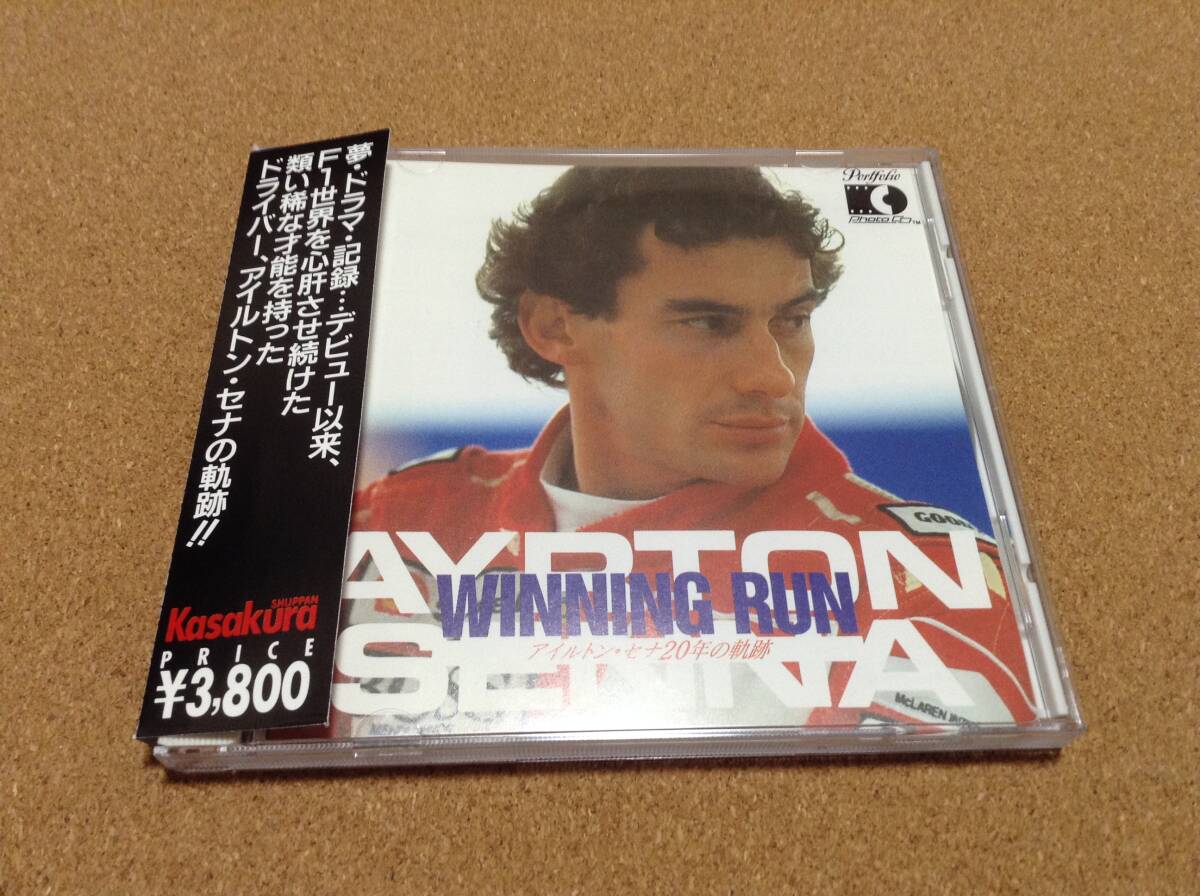 夢・ドラマ・記録…デビュー以来、
F1世界を心肝させ続けた
類い稀な才能を持った
ドライバー、アイルトン・セナの軌跡!!
Kasakura
SHUPPAN
PRICE
¥3,800
Portfolio
Photo CD™
GOOD
AYRTON
WINNING RUN
アイルトン・セナ20年の軌跡
SENNA
McLAREN INT